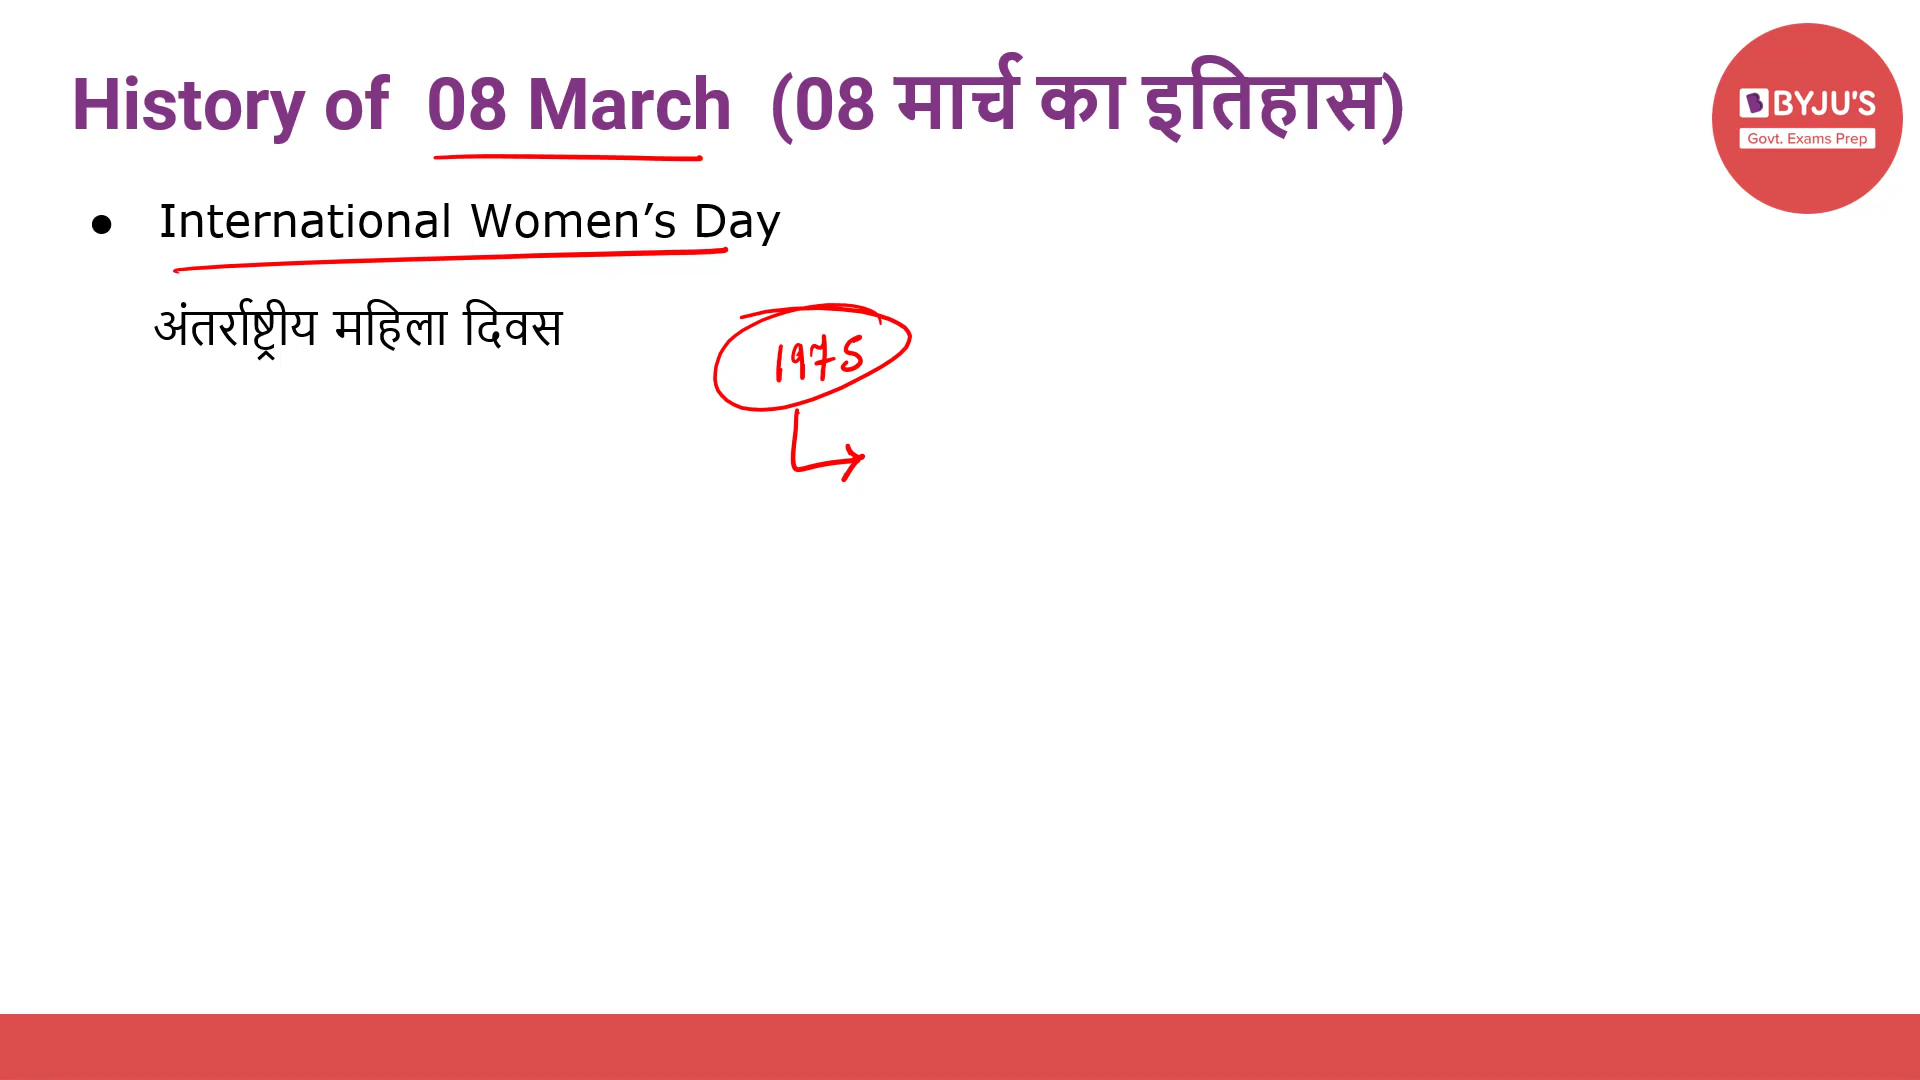 History of 08 March (08 मार्च का इतिहास)
BYJU'S
Govt. Exams Prep
● International Women’s Day
अंतर्राष्ट्रीय महिला दिवस
1975